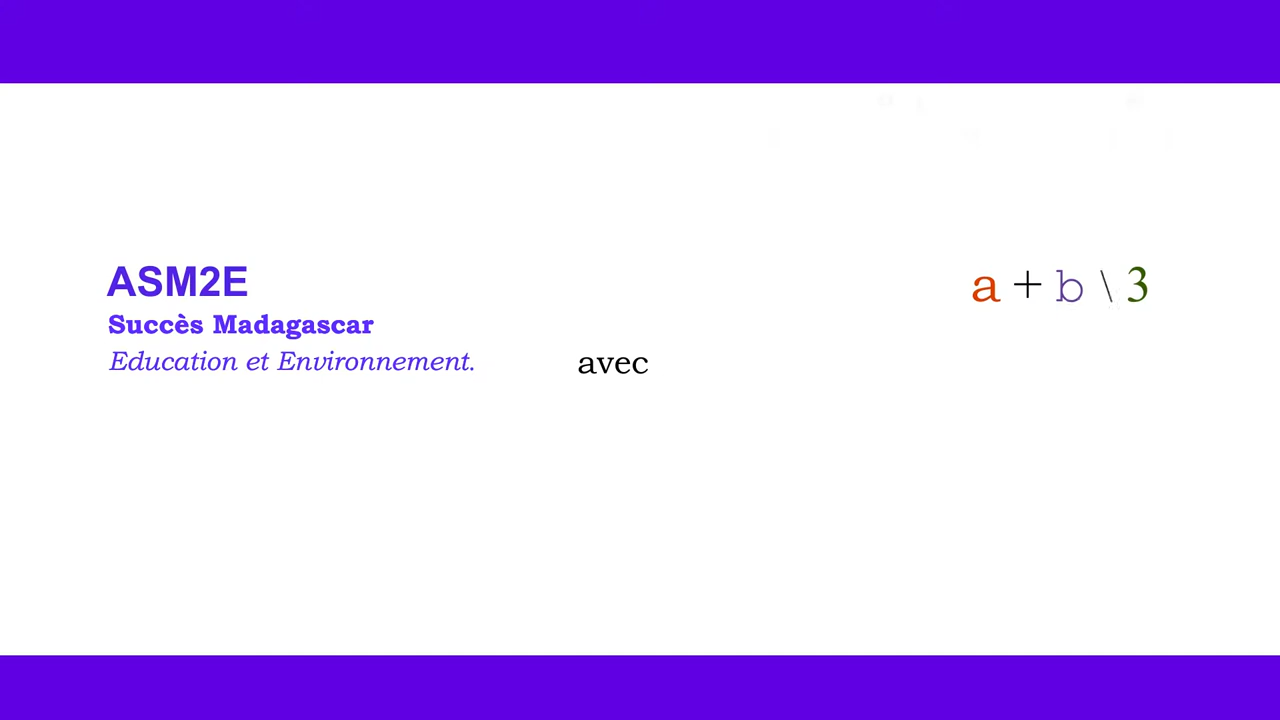 ASM2E
a + b \ 3
Succès Madagascar
Education et Environnement.
avec